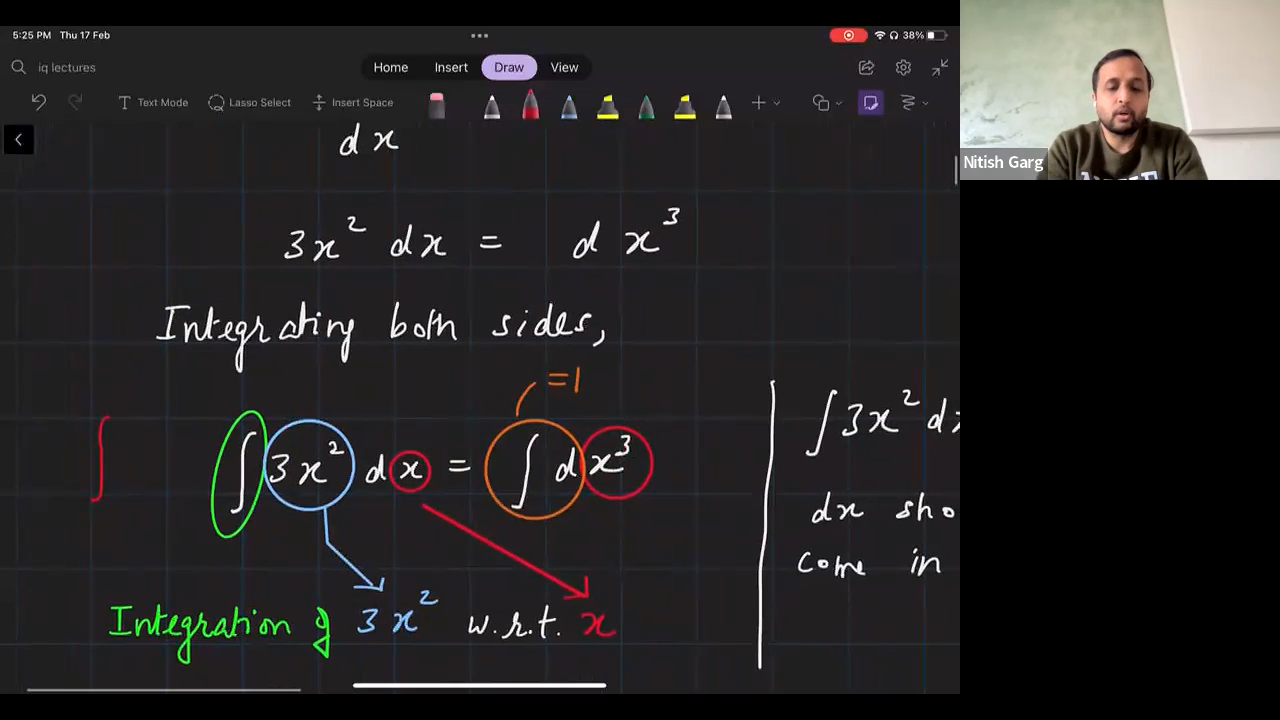 5:25 PM Thu 17 Feb
38%
iq lectures
Home Insert Draw View
Text Mode Lasso Select Insert Space
Nitish Garg
dx
3x² dx = d x³
Integrating both sides,
=1
∫ 3x² dx = ∫ d x³
∫
∫ 3x² dx
dx sho
come in
Integration of 3x² w.r.t. x